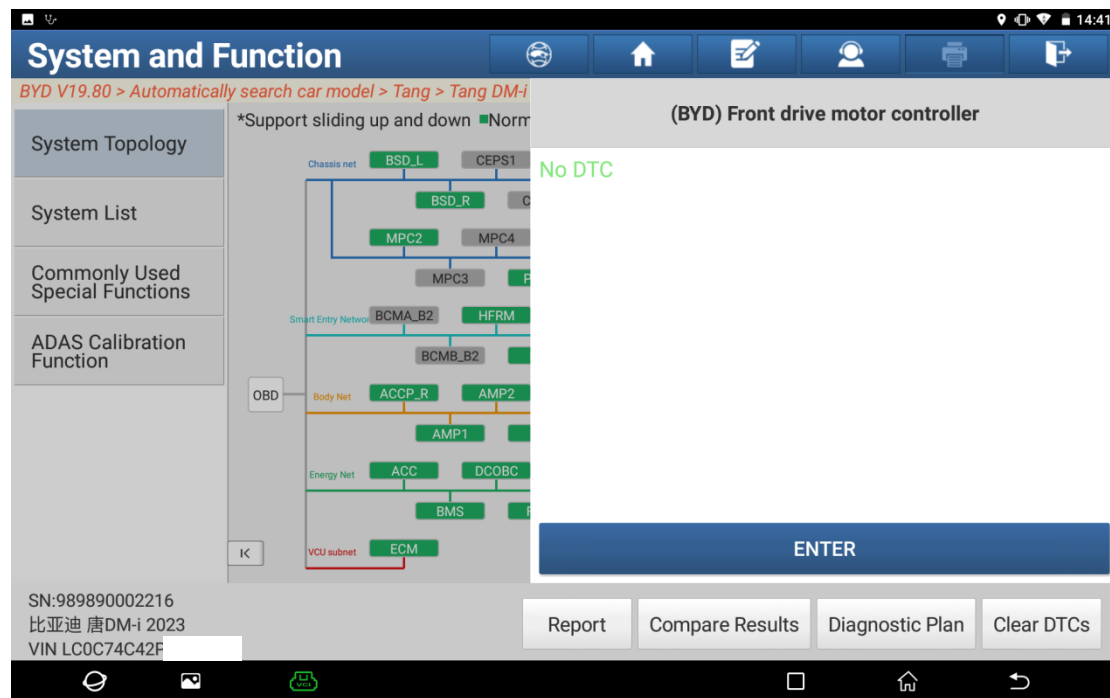 14:41
System and Function
BYD V19.80 > Automatically search car model > Tang > Tang DM-i
System Topology
System List
Commonly Used
Special Functions
ADAS Calibration
Function
*Support sliding up and down ■Norm
Chassis net BSD_L CEPS1
BSD_R C
MPC2 MPC4
MPC3
Smart Entry Networ BCMA_B2 HFRM
BCMB_B2
OBD Body Net ACCP_R AMP2
AMP1
Energy Net ACC DCOBC
BMS
VCU subnet ECM
(BYD) Front drive motor controller
No DTC
ENTER
SN:989890002216
比亚迪 唐DM-i 2023
VIN LC0C74C42P
Report Compare Results Diagnostic Plan Clear DTCs
VCI